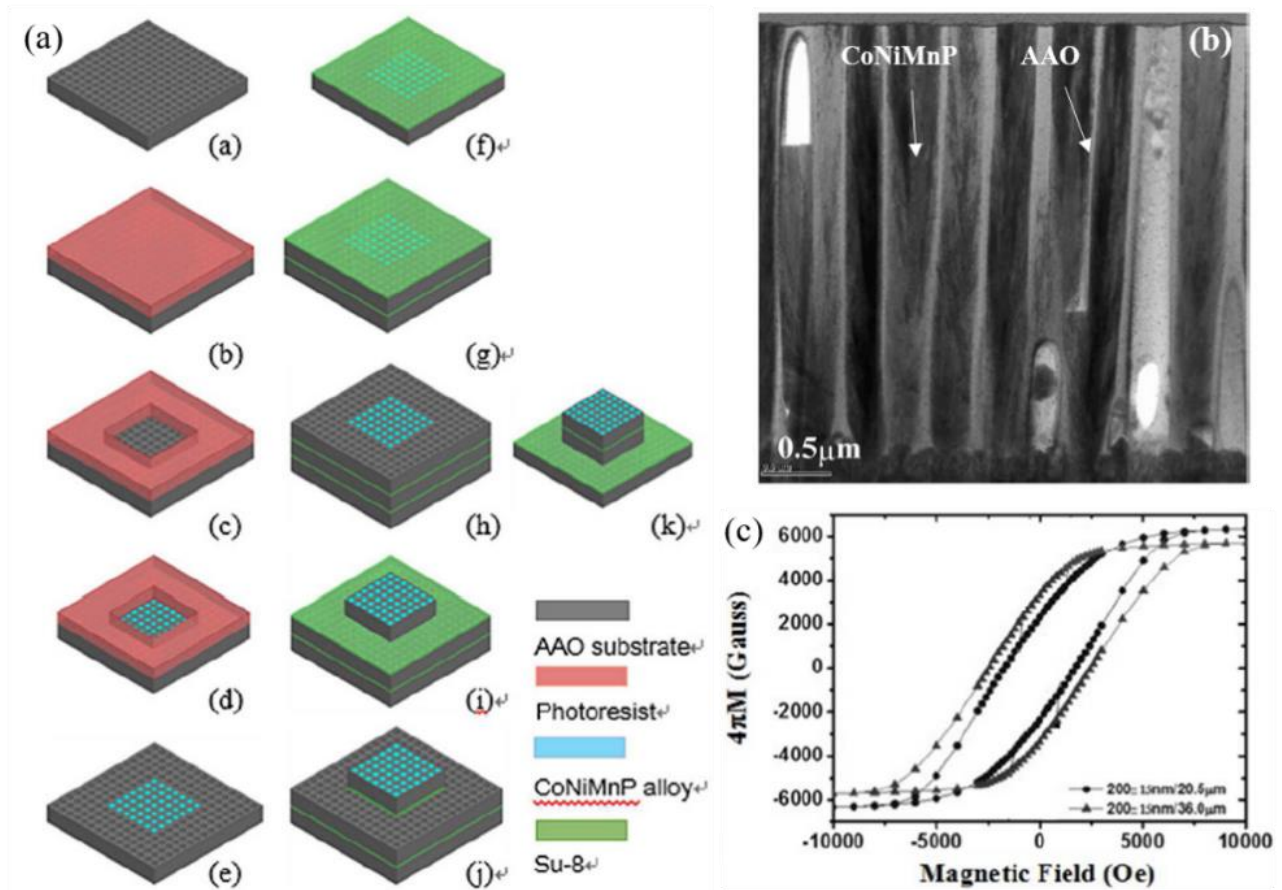 (a)
(a)
(f)↵
(b)
(g)↵
(c)
(h)
(k)↵
(d)
(i)↵
(e)
(j)↵
AAO substrate↵
Photoresist↵
CoNiMnP alloy↵
Su-8↵
(b)
CoNiMnP
AAO
0.5μm
(c)
4πM (Gauss)
6000
4000
2000
0
-2000
-4000
-6000
200±15nm/20.5μm
200±15nm/36.0μm
-10000 -5000 0 5000 10000
Magnetic Field (Oe)